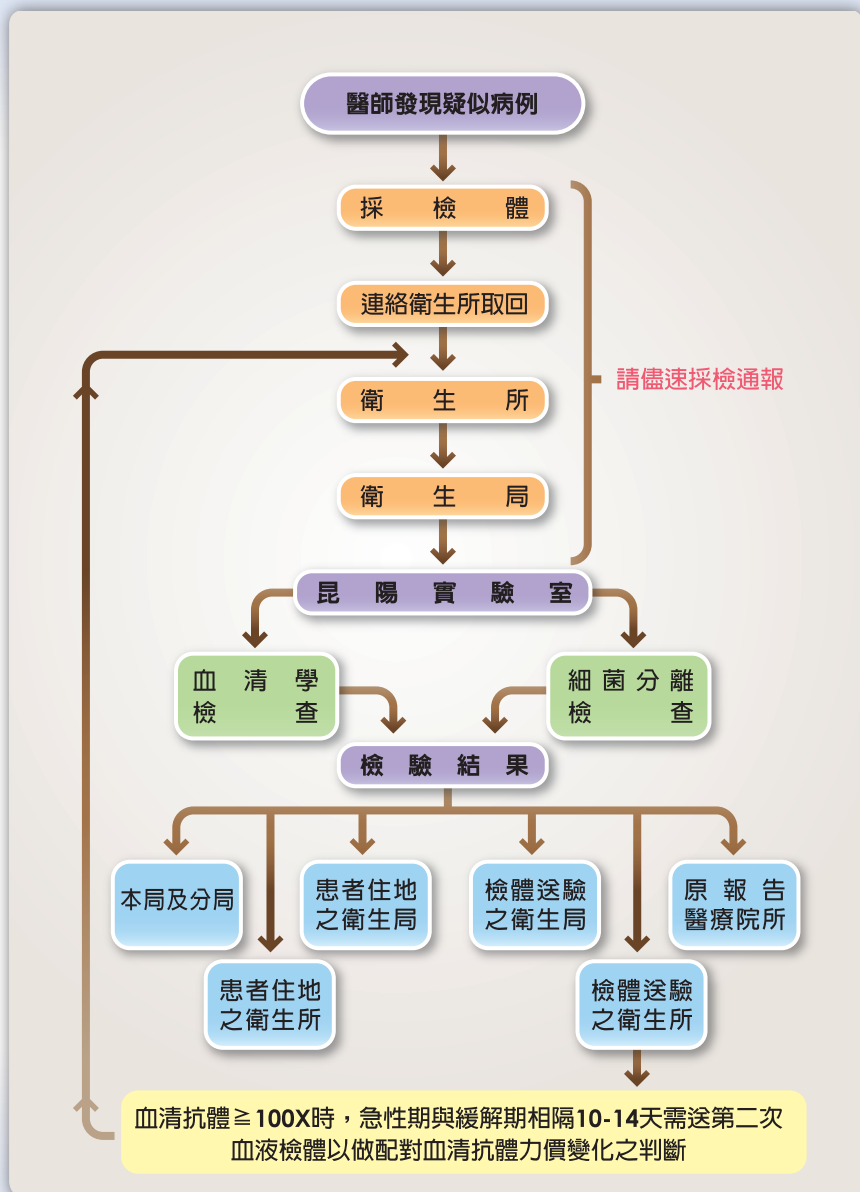 醫師發現疑似病例
採檢體
連絡衛生所取回
請儘速採檢通報
衛生所
衛生局
昆陽實驗室
血清學
檢查
細菌分離
檢查
檢驗結果
本局及分局
患者住地
之衛生局
檢體送驗
之衛生局
原報告
醫療院所
患者住地
之衛生所
檢體送驗
之衛生所
血清抗體≧100X時，急性期與緩解期相隔10-14天需送第二次
血液檢體以做配對血清抗體力價變化之判斷